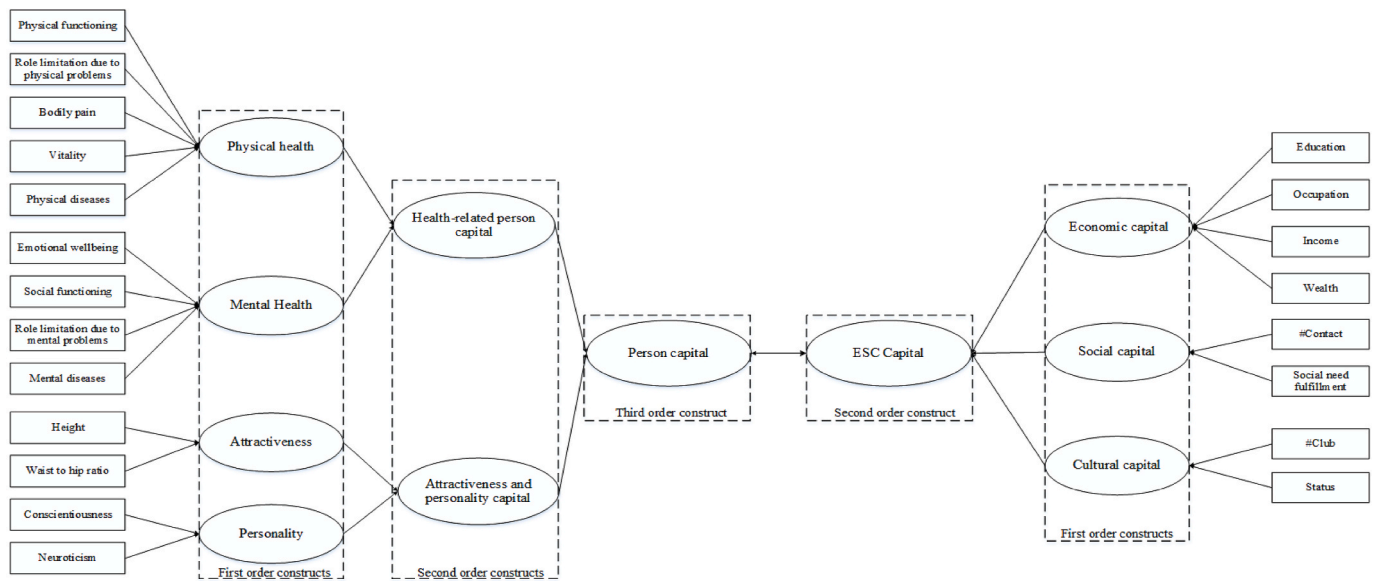 Physical functioning
Role limitation due to
physical problems
Bodily pain
Vitality
Physical diseases
Emotional wellbeing
Social functioning
Role limitation due to
mental problems
Mental diseases
Height
Waist to hip ratio
Conscientiousness
Neuroticism
Physical health
Mental Health
Attractiveness
Personality
First order constructs
Health-related person
capital
Attractiveness and
personality capital
Second order constructs
Person capital
Third order construct
ESC Capital
Second order construct
Economic capital
Social capital
Cultural capital
First order constructs
Education
Occupation
Income
Wealth
#Contact
Social need
fulfillment
#Club
Status